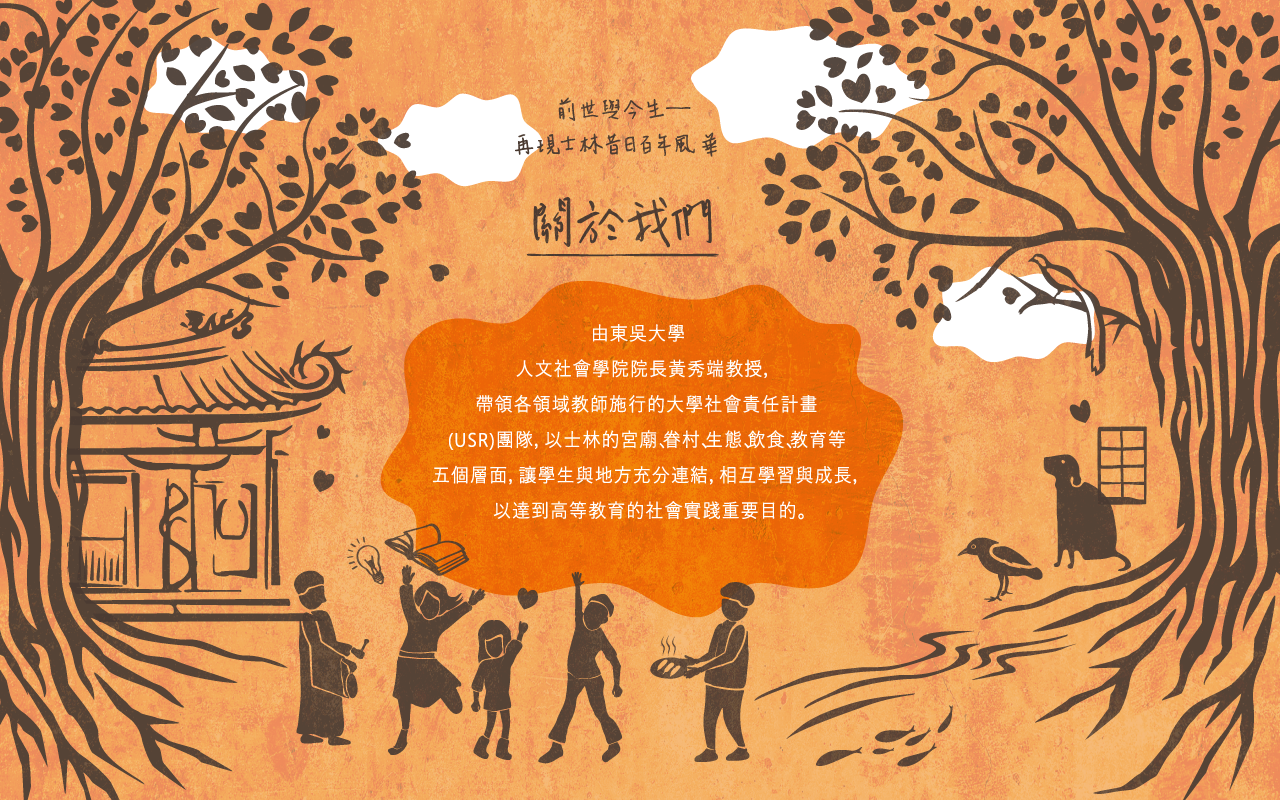 前世與今生——
再現士林昔日百年風華
關於我們
由東吳大學
人文社會學院院長黃秀端教授,
帶領各領域教師施行的大學社會責任計畫
(USR)團隊, 以士林的宮廟、眷村、生態、飲食、教育等
五個層面, 讓學生與地方充分連結, 相互學習與成長,
以達到高等教育的社會實踐重要目的。